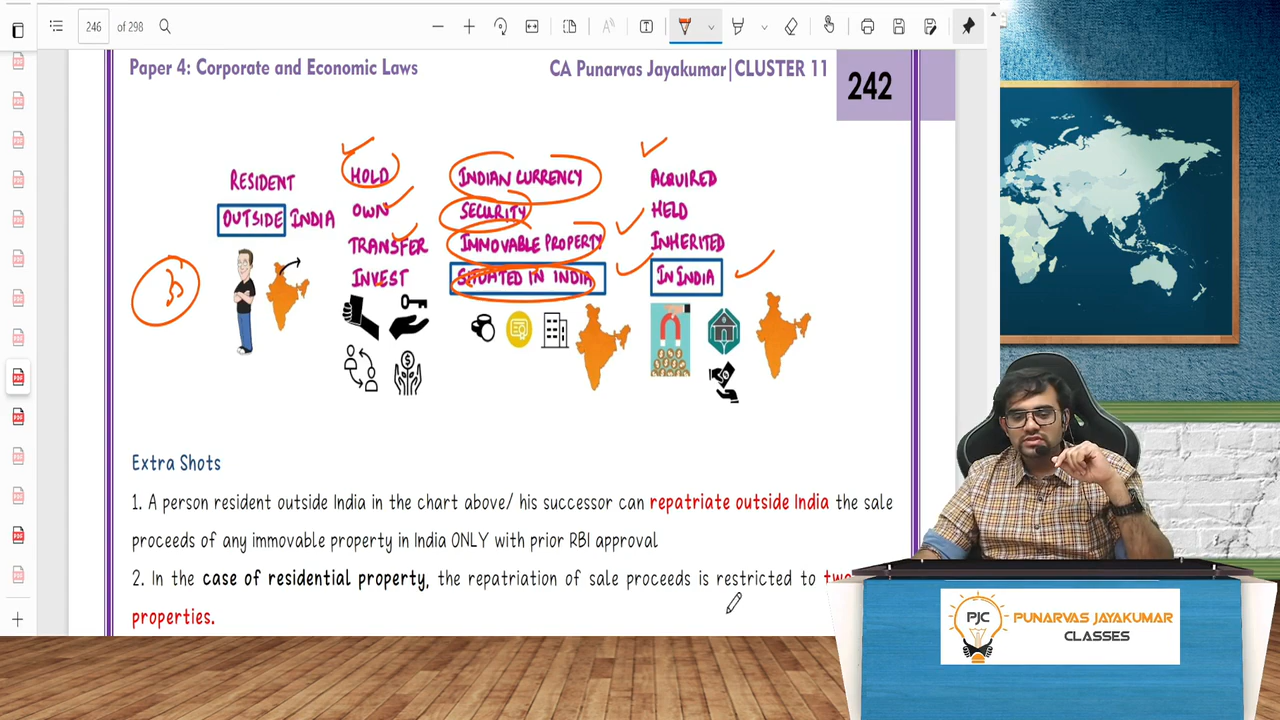 246 of 298
Paper 4: Corporate and Economic Laws
CA Punarvas Jayakumar|CLUSTER 11
242
RESIDENT
OUTSIDE INDIA
HOLD
OWN
TRANSFER
INVEST
INDIAN CURRENCY
SECURITY
IMMOVABLE PROPERTY
SITUATED IN INDIA
ACQUIRED
HELD
INHERITED
IN INDIA
Extra Shots
1. A person resident outside India in the chart above/ his successor can repatriate outside India the sale
proceeds of any immovable property in India ONLY with prior RBI approval
2. In the case of residential property, the repatriation of sale proceeds is restricted to
properties.
PJC
PUNARVAS JAYAKUMAR
CLASSES